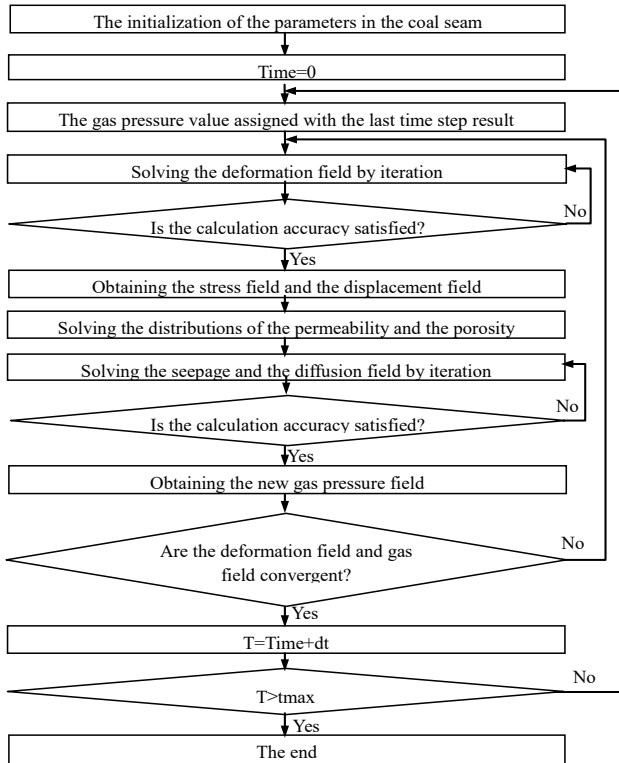 The initialization of the parameters in the coal seam
Time=0
The gas pressure value assigned with the last time step result
Solving the deformation field by iteration
No
Is the calculation accuracy satisfied?
Yes
Obtaining the stress field and the displacement field
Solving the distributions of the permeability and the porosity
Solving the seepage and the diffusion field by iteration
No
Is the calculation accuracy satisfied?
Yes
Obtaining the new gas pressure field
No
Are the deformation field and gas
field convergent?
Yes
T=Time+dt
No
T>tmax
Yes
The end